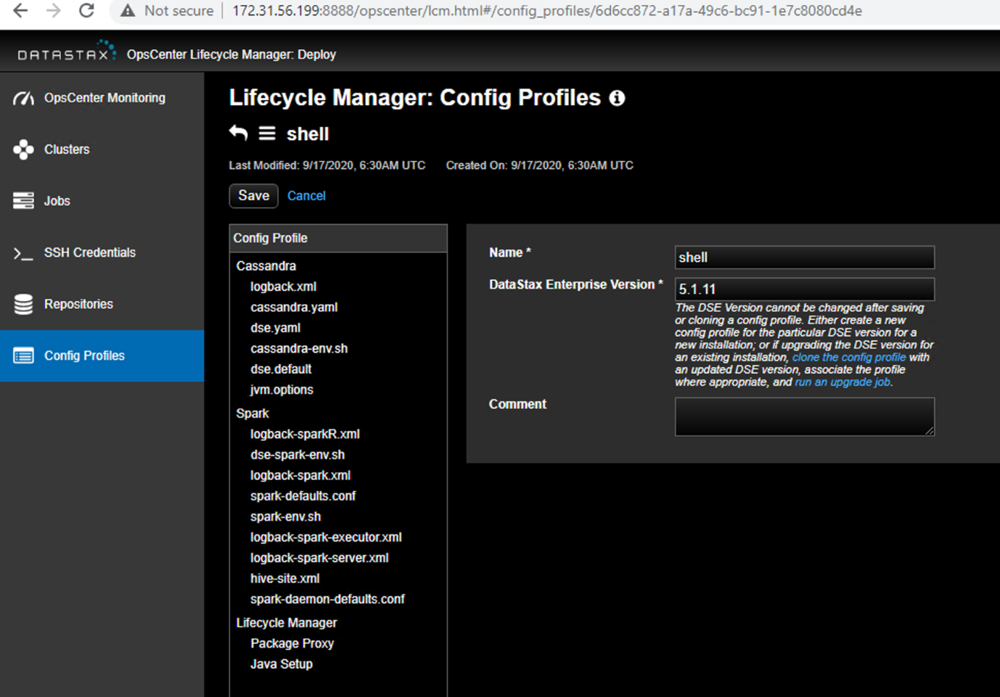 Not secure | 172.31.56.199:8888/opscenter/lcm.html#/config_profiles/6d6cc872-a17a-49c6-bc91-1e7c8080cd4e
DATASTAX OpsCenter Lifecycle Manager: Deploy
OpsCenter Monitoring
Clusters
Jobs
SSH Credentials
Repositories
Config Profiles
Lifecycle Manager: Config Profiles
shell
Last Modified: 9/17/2020, 6:30AM UTC Created On: 9/17/2020, 6:30AM UTC
Save Cancel
Config Profile
Cassandra
logback.xml
cassandra.yaml
dse.yaml
cassandra-env.sh
dse.default
jvm.options
Spark
logback-sparkR.xml
dse-spark-env.sh
logback-spark.xml
spark-defaults.conf
spark-env.sh
logback-spark-executor.xml
logback-spark-server.xml
hive-site.xml
spark-daemon-defaults.conf
Lifecycle Manager
Package Proxy
Java Setup
Name * shell
DataStax Enterprise Version * 5.1.11
The DSE Version cannot be changed after saving
or cloning a config profile. Either create a new
config profile for the particular DSE version for a
new installation; or if upgrading the DSE version for
an existing installation, clone the config profile with
an updated DSE version, associate the profile
where appropriate, and run an upgrade job.
Comment